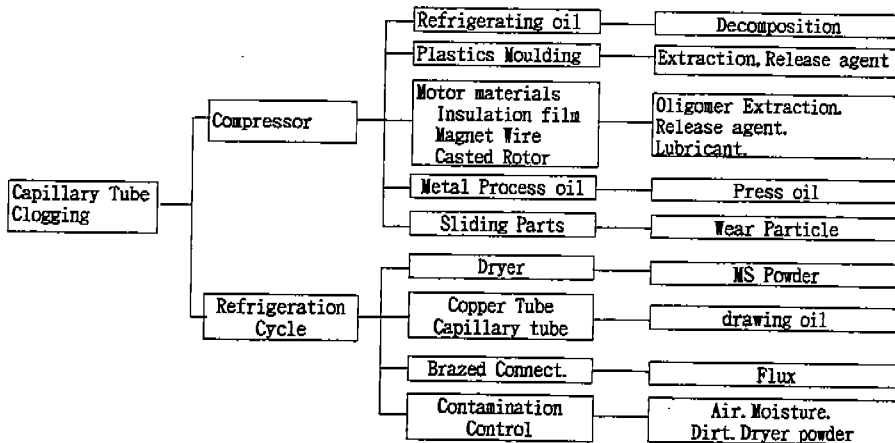 Refrigerating oil
Decomposition
Plastics Moulding
Extraction, Release agent
Motor materials
Insulation film
Magnet Wire
Casted Rotor
Oligomer Extraction.
Release agent.
Lubricant.
Compressor
Metal Process oil
Press oil
Capillary Tube
Clogging
Sliding Parts
Wear Particle
Dryer
MS Powder
Refrigeration
Cycle
Copper Tube
Capillary tube
drawing oil
Brazed Connect.
Flux
Contamination
Control
Air. Moisture.
Dirt. Dryer powder